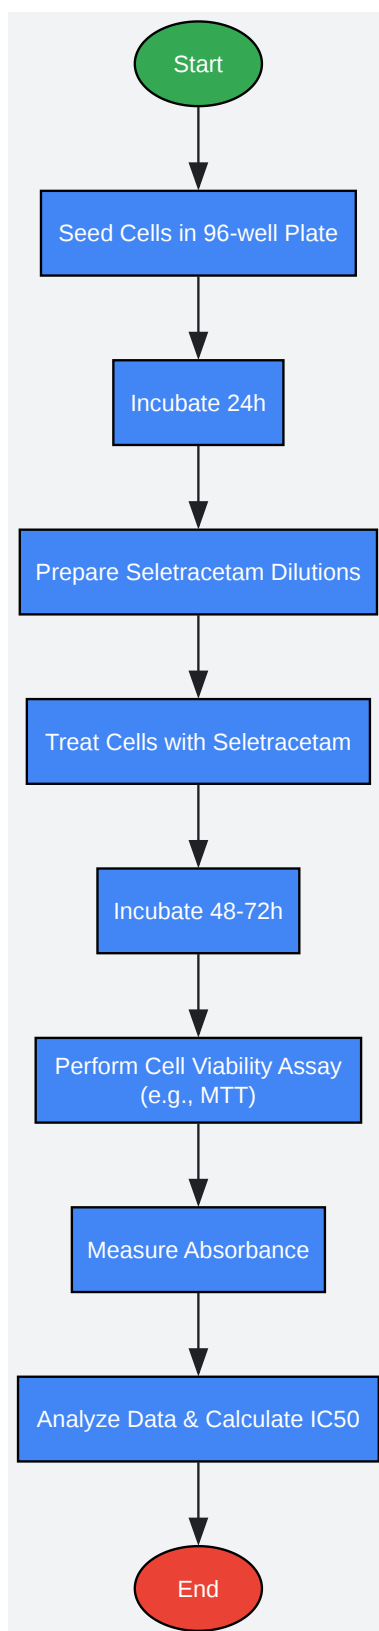 Start
Seed Cells in 96-well Plate
Incubate 24h
Prepare Seletracetam Dilutions
Treat Cells with Seletracetam
Incubate 48-72h
Perform Cell Viability Assay
(e.g., MTT)
Measure Absorbance
Analyze Data & Calculate IC50
End